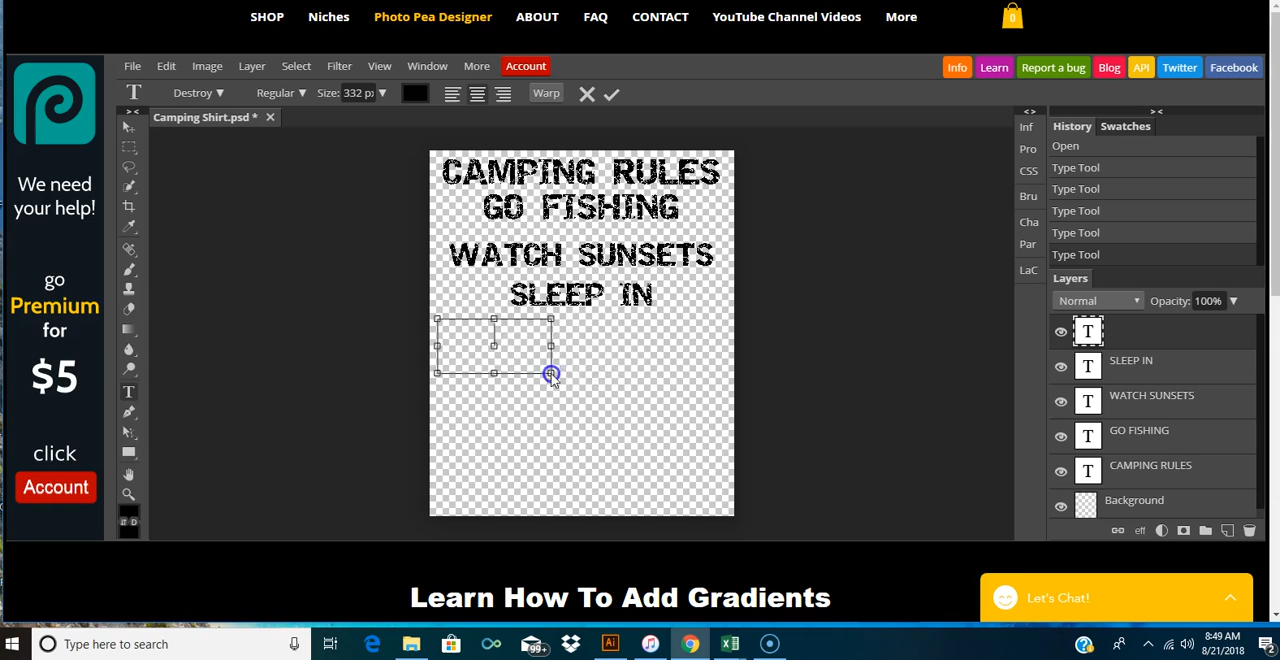 SHOP Niches Photo Pea Designer ABOUT FAQ CONTACT YouTube Channel Videos More 0
File Edit Image Layer Select Filter View Window More Account Info Learn Report a bug Blog API Twitter Facebook
T Destroy Regular Size: 332 px Warp
Camping Shirt.psd *
> <
< >
> <
We need
your help!
go
Premium
for
$5
click
Account
CAMPING RULES
GO FISHING
WATCH SUNSETS
SLEEP IN
Inf
Pro
CSS
Bru
Cha
Par
LaC
History Swatches
Open
Type Tool
Type Tool
Type Tool
Type Tool
Type Tool
Layers
Normal Opacity: 100%
T
T SLEEP IN
T WATCH SUNSETS
T GO FISHING
T CAMPING RULES
Background
eff
D
Learn How To Add Gradients
Let's Chat!
Type here to search
99+
Ai
8:49 AM
8/21/2018
2